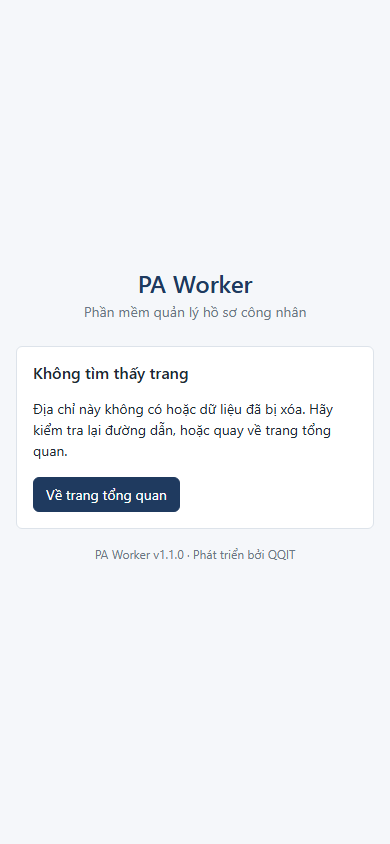 PA Worker
Phần mềm quản lý hồ sơ công nhân
Không tìm thấy trang
Địa chỉ này không có hoặc dữ liệu đã bị xóa. Hãy
kiểm tra lại đường dẫn, hoặc quay về trang tổng
quan.
Về trang tổng quan
PA Worker v1.1.0 · Phát triển bởi QQIT